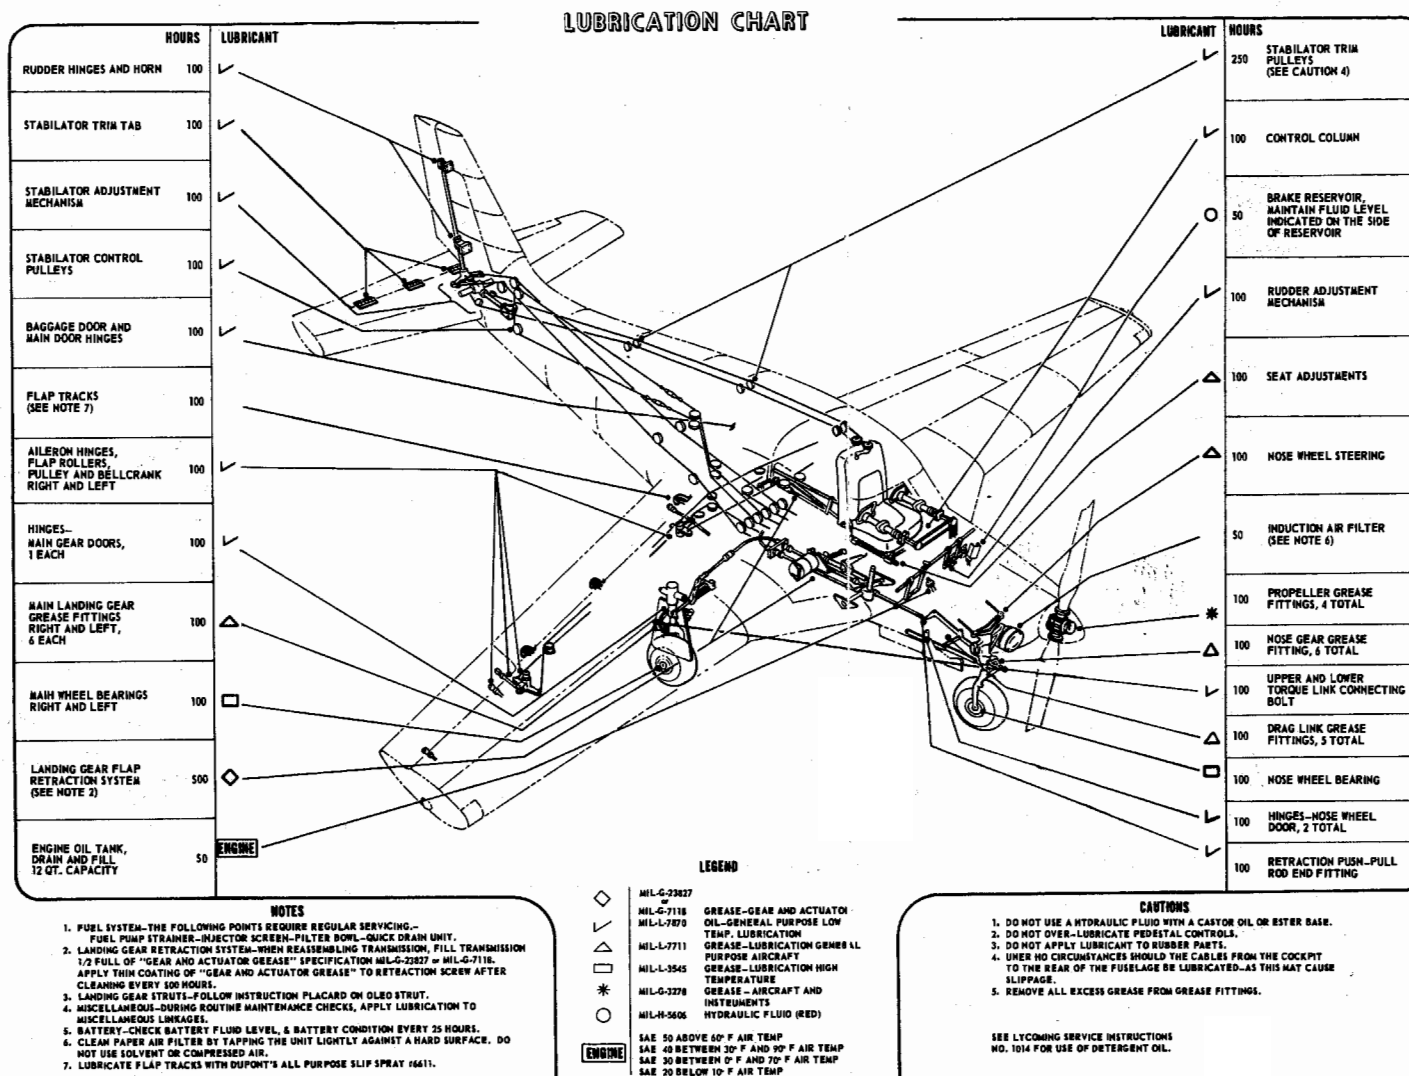 LUBRICATION CHART
HOURS LUBRICANT
RUDDER HINGES AND HORN 100
STABILATOR TRIM TAB 100
STABILATOR ADJUSTMENT
MECHANISM 100
STABILATOR CONTROL
PULLEYS 100
BAGGAGE DOOR AND
MAIN DOOR HINGES 100
FLAP TRACKS
(SEE NOTE 7) 100
AILERON HINGES,
FLAP ROLLERS,
PULLEY AND BELLCRANK
RIGHT AND LEFT 100
HINGES–
MAIN GEAR DOORS,
1 EACH 100
MAIN LANDING GEAR
GREASE FITTINGS
RIGHT AND LEFT,
6 EACH 100
MAIN WHEEL BEARINGS
RIGHT AND LEFT 100
LANDING GEAR FLAP
RETRACTION SYSTEM
(SEE NOTE 2) 500
ENGINE OIL TANK,
DRAIN AND FILL
12 QT. CAPACITY 50
ENGINE
LUBRICANT HOURS
250 STABILATOR TRIM
PULLEYS
(SEE CAUTION 4)
100 CONTROL COLUMN
50 BRAKE RESERVOIR,
MAINTAIN FLUID LEVEL
INDICATED ON THE SIDE
OF RESERVOIR
100 RUDDER ADJUSTMENT
MECHANISM
100 SEAT ADJUSTMENTS
100 NOSE WHEEL STEERING
50 INDUCTION AIR FILTER
(SEE NOTE 6)
100 PROPELLER GREASE
FITTINGS, 4 TOTAL
100 NOSE GEAR GREASE
FITTING, 6 TOTAL
100 UPPER AND LOWER
TORQUE LINK CONNECTING
BOLT
100 DRAG LINK GREASE
FITTINGS, 5 TOTAL
100 NOSE WHEEL BEARING
100 HINGES–NOSE WHEEL
DOOR, 2 TOTAL
100 RETRACTION PUSH–PULL
ROD END FITTING
NOTES
1. FUEL SYSTEM–THE FOLLOWING POINTS REQUIRE REGULAR SERVICING.–
FUEL PUMP STRAINER–INJECTOR SCREEN–FILTER BOWL–QUICK DRAIN UNIT.
2. LANDING GEAR RETRACTION SYSTEM–WHEN REASSEMBLING TRANSMISSION, FILL TRANSMISSION
1/2 FULL OF "GEAR AND ACTUATOR GREASE" SPECIFICATION MIL-G-23827 or MIL-G-7118.
APPLY THIN COATING OF "GEAR AND ACTUATOR GREASE" TO RETRACTION SCREW AFTER
CLEANING EVERY 500 HOURS.
3. LANDING GEAR STRUTS–FOLLOW INSTRUCTION PLACARD ON OLEO STRUT.
4. MISCELLANEOUS–DURING ROUTINE MAINTENANCE CHECKS, APPLY LUBRICATION TO
MISCELLANEOUS LINKAGES.
5. BATTERY–CHECK BATTERY FLUID LEVEL, & BATTERY CONDITION EVERY 25 HOURS.
6. CLEAN PAPER AIR FILTER BY TAPPING THE UNIT LIGHTLY AGAINST A HARD SURFACE. DO
NOT USE SOLVENT OR COMPRESSED AIR.
7. LUBRICATE FLAP TRACKS WITH DUPONT'S ALL PURPOSE SLIP SPRAY #6611.
LEGEND
MIL-G-23827
or
MIL-G-7118 GREASE–GEAR AND ACTUATOR
MIL-L-7870 OIL–GENERAL PURPOSE LOW
TEMP. LUBRICATION
MIL-L-7711 GREASE–LUBRICATION GENERAL
PURPOSE AIRCRAFT
MIL-L-3545 GREASE–LUBRICATION HIGH
TEMPERATURE
MIL-G-3278 GREASE – AIRCRAFT AND
INSTRUMENTS
MIL-H-5606 HYDRAULIC FLUID (RED)
ENGINE
SAE 50 ABOVE 60° F AIR TEMP
SAE 40 BETWEEN 30° F AND 90° F AIR TEMP
SAE 30 BETWEEN 0° F AND 70° F AIR TEMP
SAE 20 BELOW 10° F AIR TEMP
CAUTIONS
1. DO NOT USE A HYDRAULIC FLUID WITH A CASTOR OIL OR ESTER BASE.
2. DO NOT OVER–LUBRICATE PEDESTAL CONTROLS.
3. DO NOT APPLY LUBRICANT TO RUBBER PARTS.
4. UNER NO CIRCUMSTANCES SHOULD THE CABLES FROM THE COCKPIT
TO THE REAR OF THE FUSELAGE BE LUBRICATED–AS THIS MAY CAUSE
SLIPPAGE.
5. REMOVE ALL EXCESS GREASE FROM GREASE FITTINGS.
SEE LYCOMING SERVICE INSTRUCTIONS
NO. 1014 FOR USE OF DETERGENT OIL.